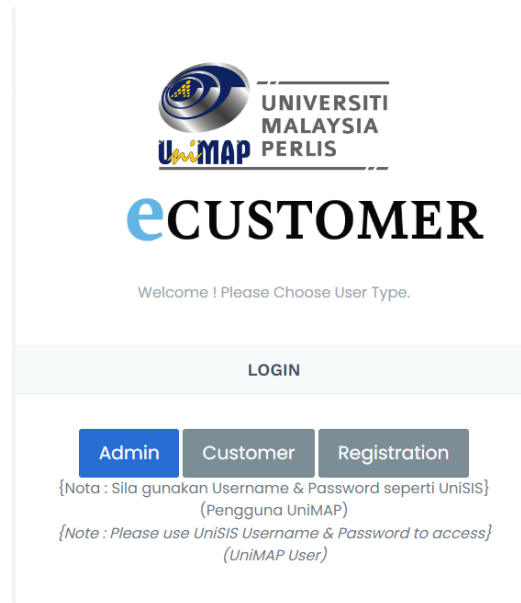 UniMAP
UNIVERSITI
MALAYSIA
PERLIS
eCUSTOMER
Welcome ! Please Choose User Type.
LOGIN
Admin Customer Registration
{Nota : Sila gunakan Username & Password seperti UniSIS}
(Pengguna UniMAP)
{Note : Please use UniSIS Username & Password to access}
(UniMAP User)